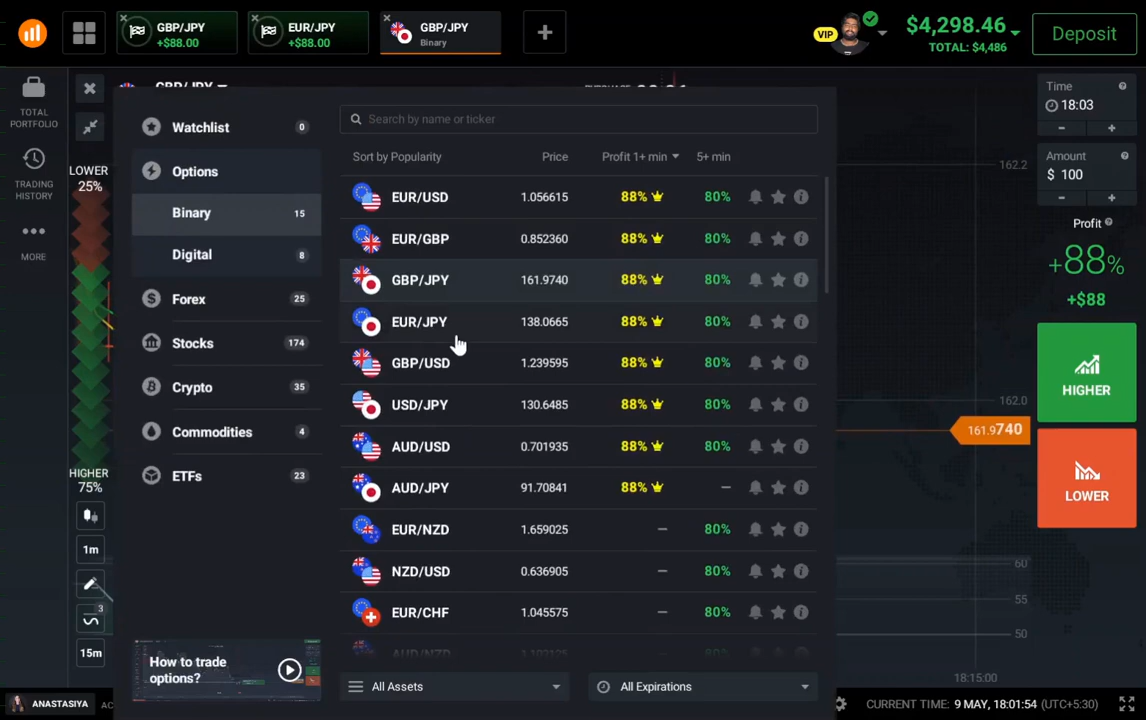 GBP/JPY
+$88.00
EUR/JPY
+$88.00
GBP/JPY
Binary
VIP
$4,298.46
TOTAL: $4,486
Deposit
TOTAL
PORTFOLIO
TRADING
HISTORY
MORE
LOWER
25%
HIGHER
75%
1m
3
15m
GBP/JPY
Watchlist 0
Options
Binary 15
Digital 8
Forex 25
Stocks 174
Crypto 35
Commodities 4
ETFs 23
How to trade
options?
Search by name or ticker
Sort by Popularity Price Profit 1+ min 5+ min
EUR/USD 1.056615 88% 80%
EUR/GBP 0.852360 88% 80%
GBP/JPY 161.9740 88% 80%
EUR/JPY 138.0665 88% 80%
GBP/USD 1.239595 88% 80%
USD/JPY 130.6485 88% 80%
AUD/USD 0.701935 88% 80%
AUD/JPY 91.70841 88% –
EUR/NZD 1.659025 – 80%
NZD/USD 0.636905 – 80%
EUR/CHF 1.045575 – 80%
All Assets
All Expirations
162.2
162.0
161.9740
60
55
50
18:15:00
Time
18:03
– +
Amount
$ 100
– +
Profit
+88%
+$88
HIGHER
LOWER
ANASTASIYA
CURRENT TIME: 9 MAY, 18:01:54 (UTC+5:30)